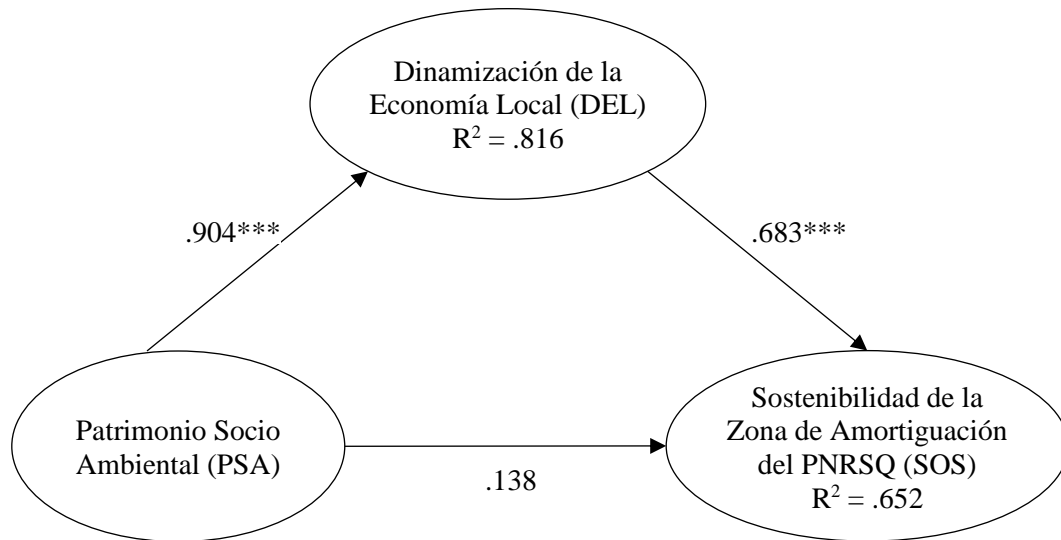 Dinamización de la
Economía Local (DEL)
R² = .816
.904***
.683***
Patrimonio Socio
Ambiental (PSA)
.138
Sostenibilidad de la
Zona de Amortiguación
del PNRSQ (SOS)
R² = .652